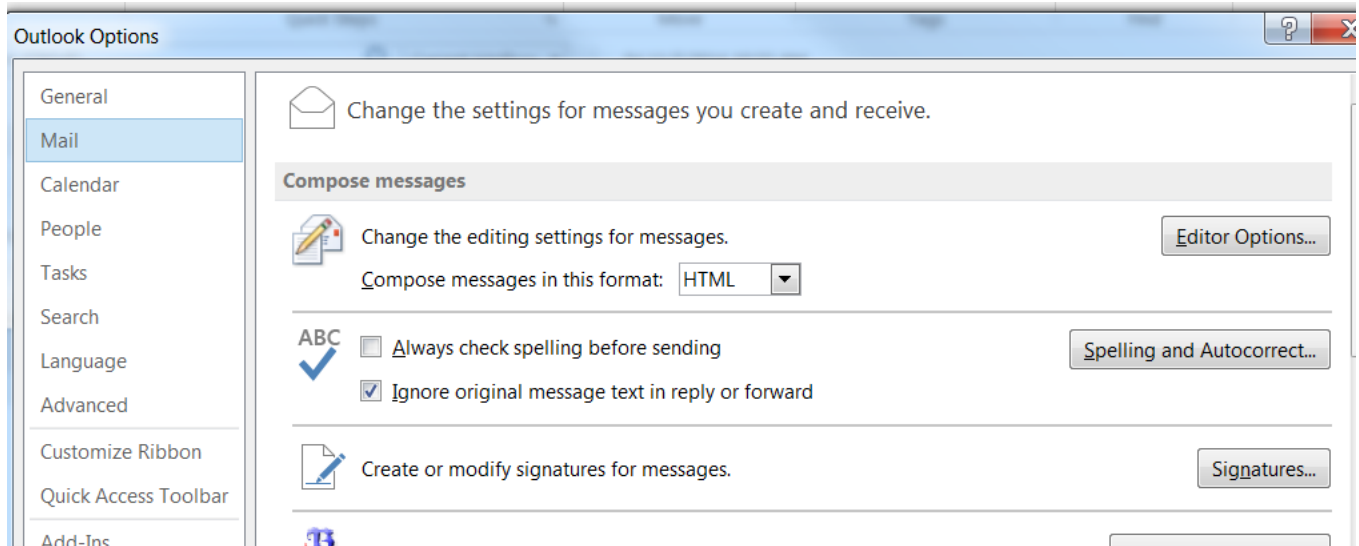 Outlook Options
General
Mail
Calendar
People
Tasks
Search
Language
Advanced
Customize Ribbon
Quick Access Toolbar
Add-Ins
Change the settings for messages you create and receive.
Compose messages
Change the editing settings for messages.
Editor Options...
Compose messages in this format: HTML
ABC
Always check spelling before sending
Spelling and Autocorrect...
Ignore original message text in reply or forward
Create or modify signatures for messages.
Signatures...